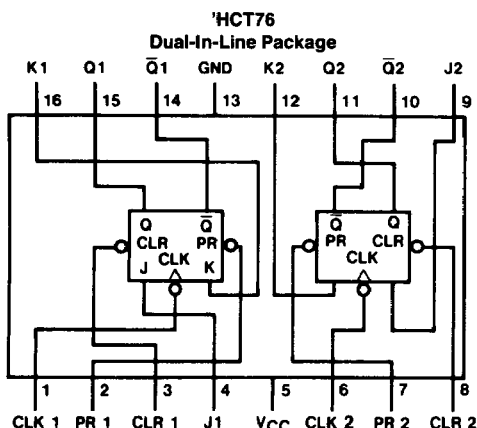 'HCT76
Dual-In-Line Package
K1 Q1 Q̅1 GND K2 Q2 Q̅2 J2
16 15 14 13 12 11 10 9
Q Q̅ Q̅ Q
CLR PR PR CLR
CLK CLK
J K
1 2 3 4 5 6 7 8
CLK 1 PR 1 CLR 1 J1 VCC CLK 2 PR 2 CLR 2